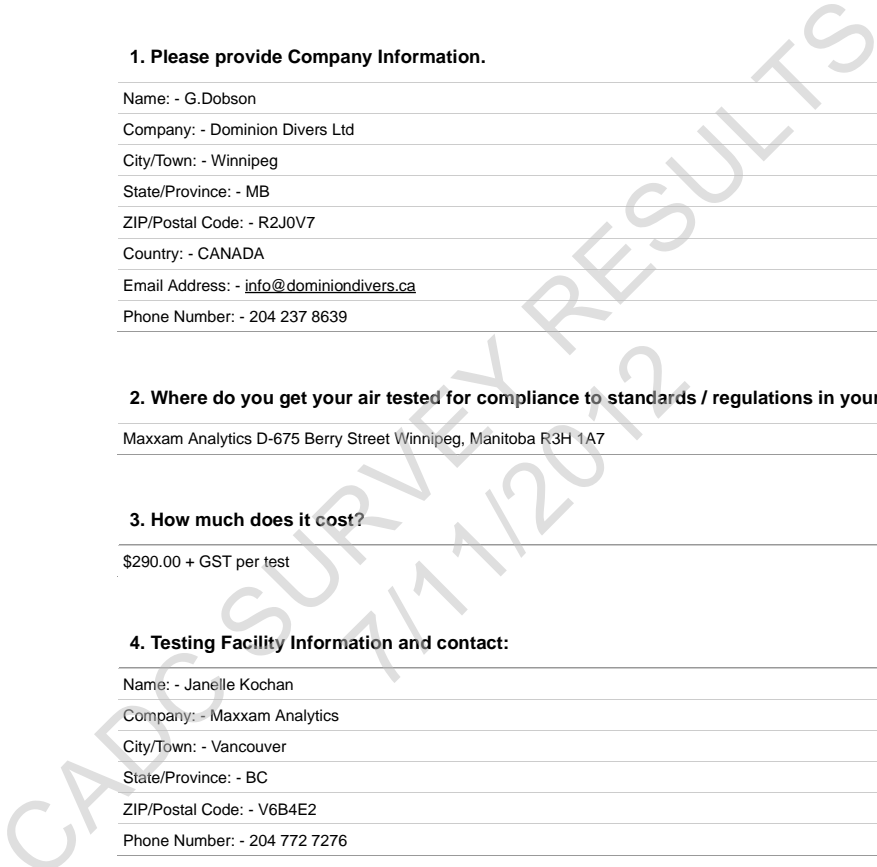 1. Please provide Company Information.
Name: - G.Dobson
Company: - Dominion Divers Ltd
City/Town: - Winnipeg
State/Province: - MB
ZIP/Postal Code: - R2J0V7
Country: - CANADA
Email Address: - info@dominiondivers.ca
Phone Number: - 204 237 8639
2. Where do you get your air tested for compliance to standards / regulations in your
Maxxam Analytics D-675 Berry Street Winnipeg, Manitoba R3H 1A7
3. How much does it cost?
$290.00 + GST per test
4. Testing Facility Information and contact:
Name: - Janelle Kochan
Company: - Maxxam Analytics
City/Town: - Vancouver
State/Province: - BC
ZIP/Postal Code: - V6B4E2
Phone Number: - 204 772 7276
CADC SURVEY RESULTS
7/11/2012